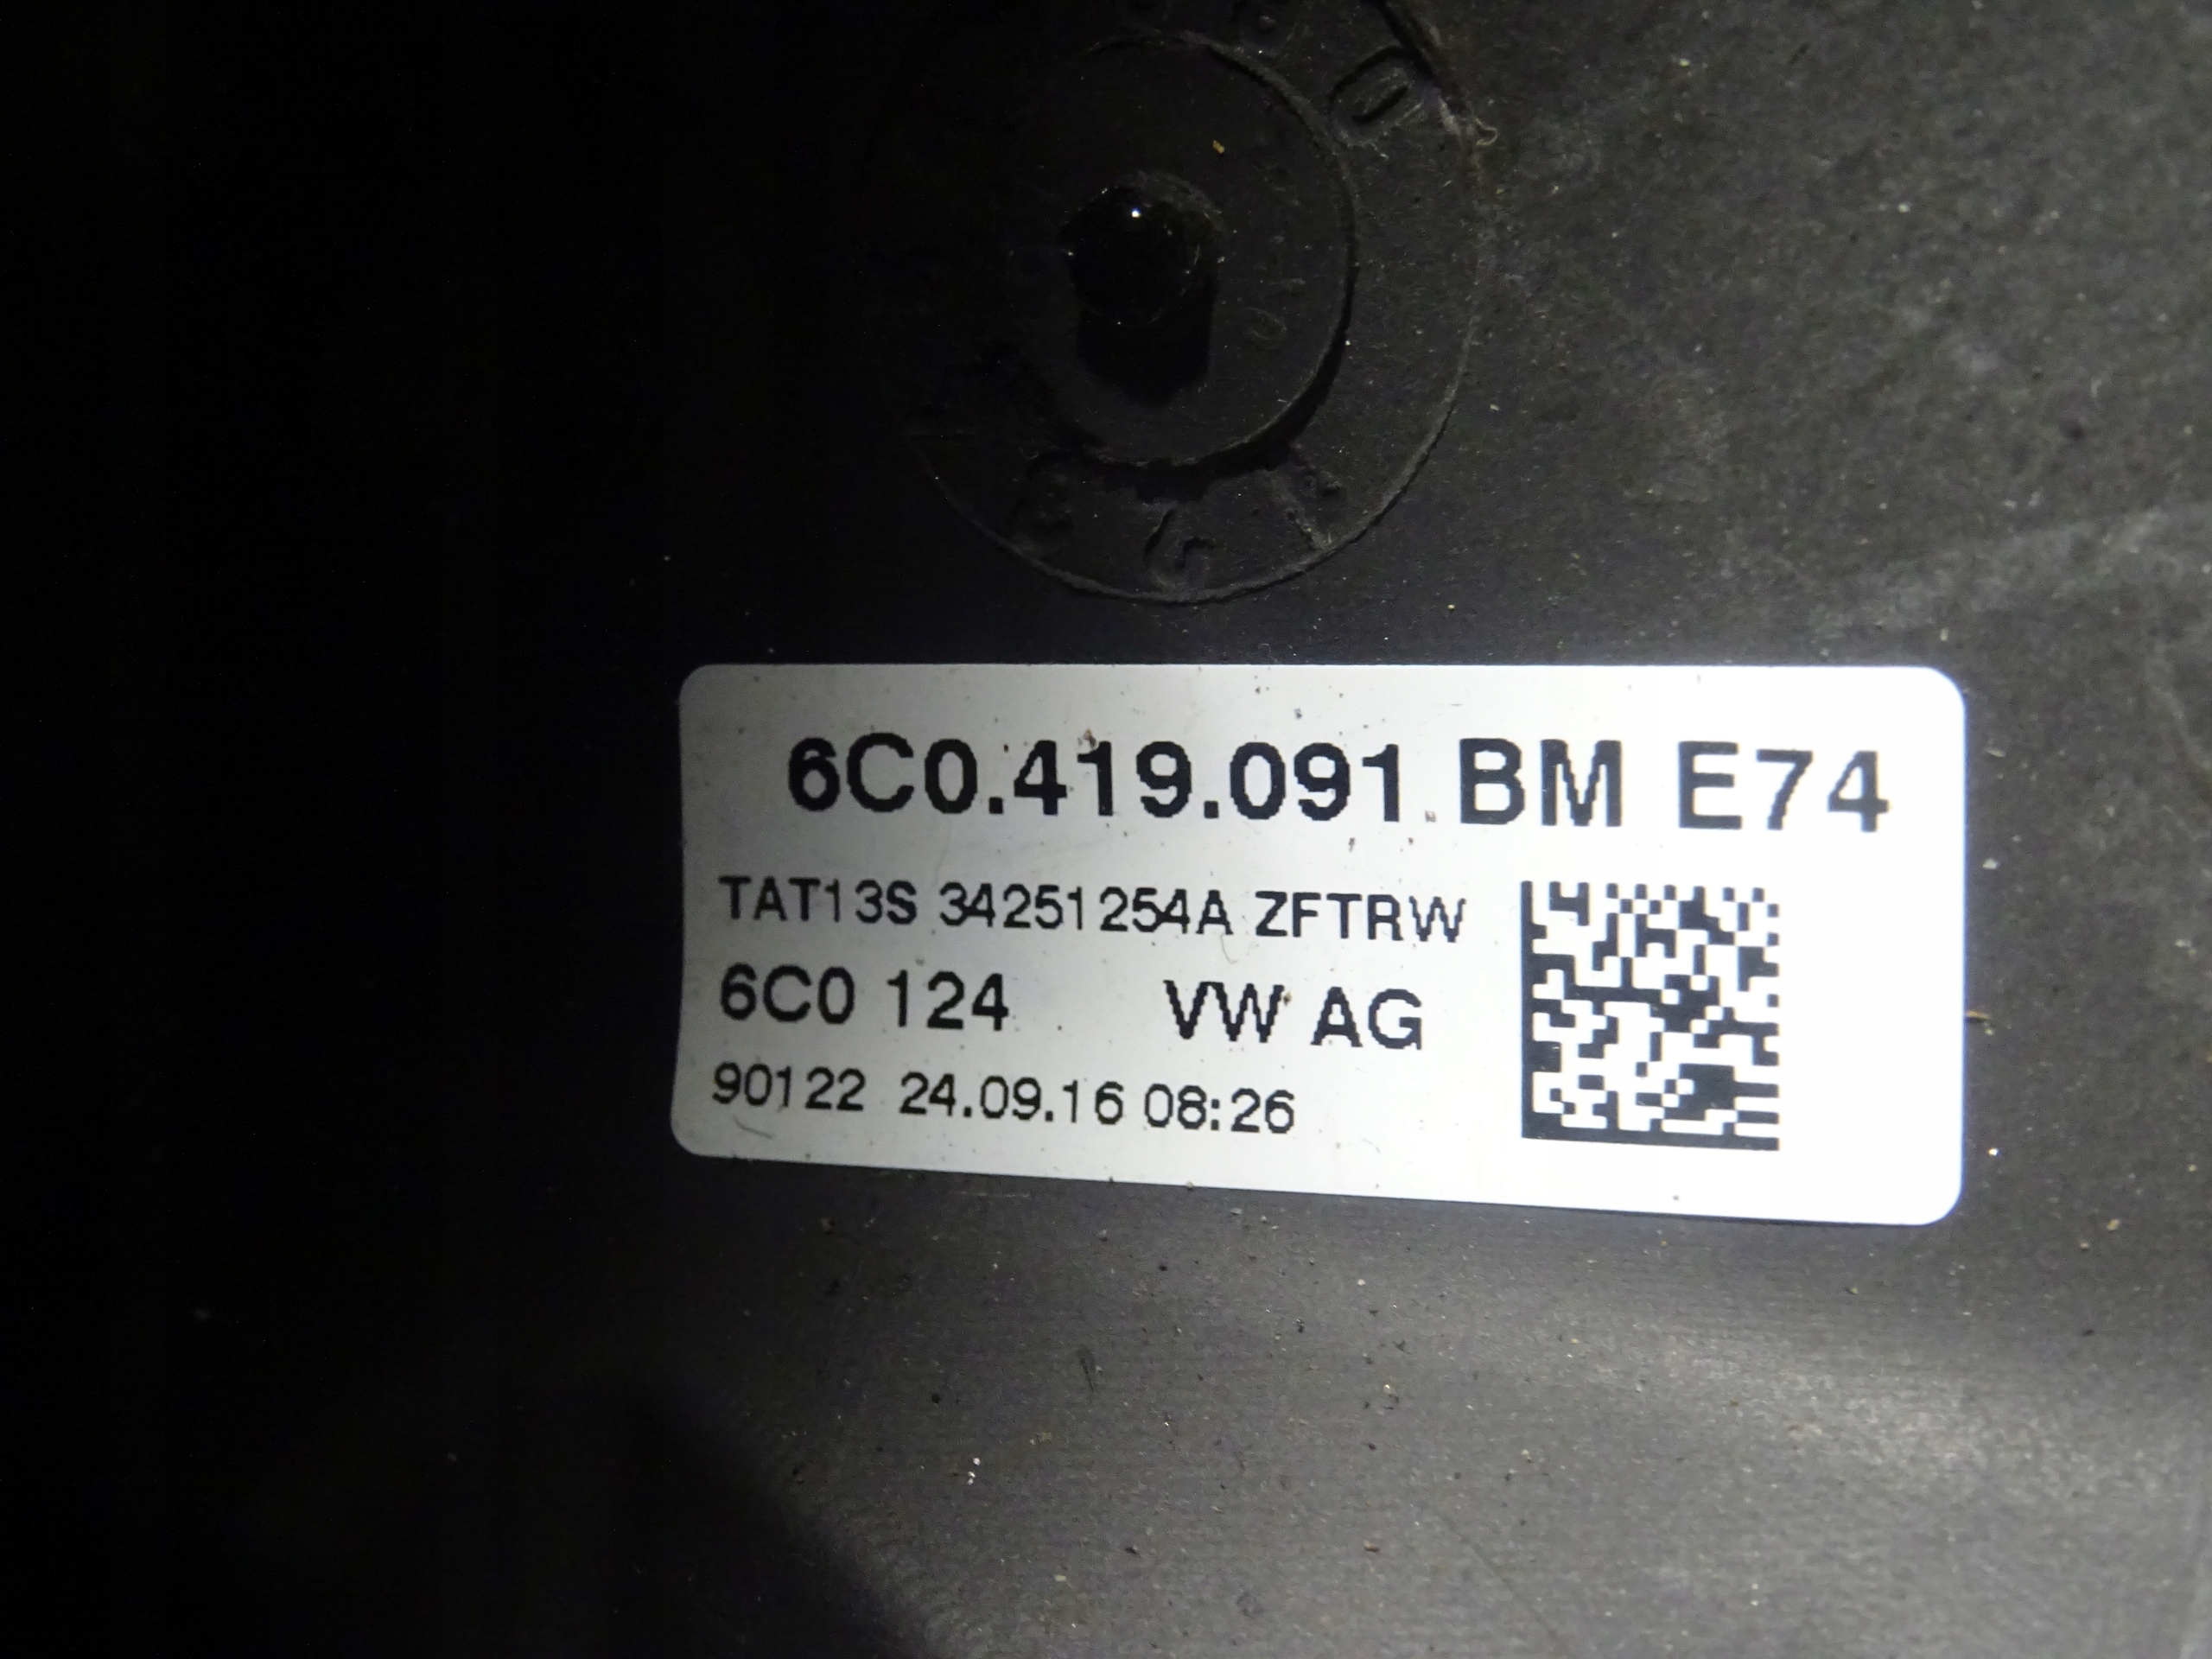 6C0.419.091.BM E74
TAT13S 34251254A ZFTRW
6C0 124 VW AG
90122 24.09.16 08:26